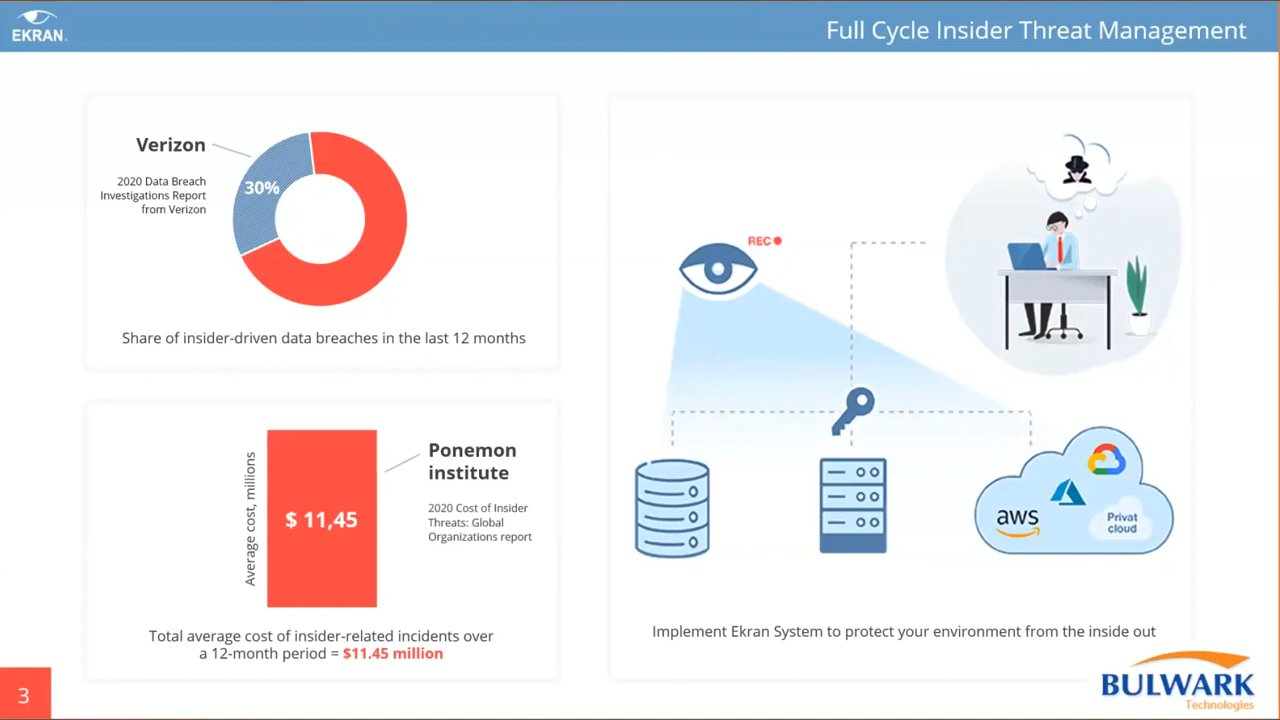 EKRAN
Full Cycle Insider Threat Management
Verizon
2020 Data Breach
Investigations Report
from Verizon
30%
Share of insider-driven data breaches in the last 12 months
Average cost, millions
$ 11,45
Ponemon
institute
2020 Cost of Insider
Threats: Global
Organizations report
Total average cost of insider-related incidents over
a 12-month period = $11.45 million
REC
aws
Privat
cloud
Implement Ekran System to protect your environment from the inside out
3
BULWARK
Technologies